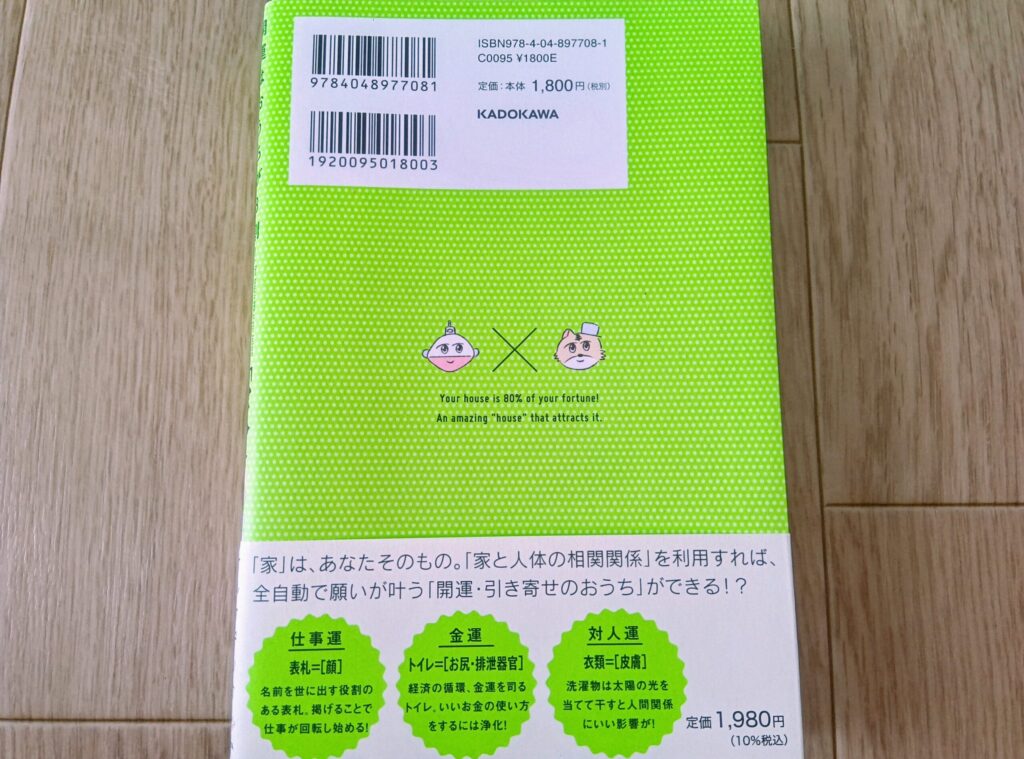 ISBN978-4-04-897708-1
C0095 ¥1800E
定価:本体 1,800円(税別)
KADOKAWA
9784048977081
1920095018003
Your house is 80% of your fortune!
An amazing "house" that attracts it.
「家」は、あなたそのもの。「家と人体の相関関係」を利用すれば、
全自動で願いが叶う「開運・引き寄せのおうち」ができる!?
仕事運
表札=[顔]
名前を世に出す役割の
ある表札。掲げることで
仕事が回転し始める!
金運
トイレ=[お尻・排泄器官]
経済の循環、金運を司る
トイレ。いいお金の使い方
をするには浄化!
対人運
衣類=[皮膚]
洗濯物は太陽の光を
当てて干すと人間関係
にいい影響が!
定価1,980円
(10%税込)